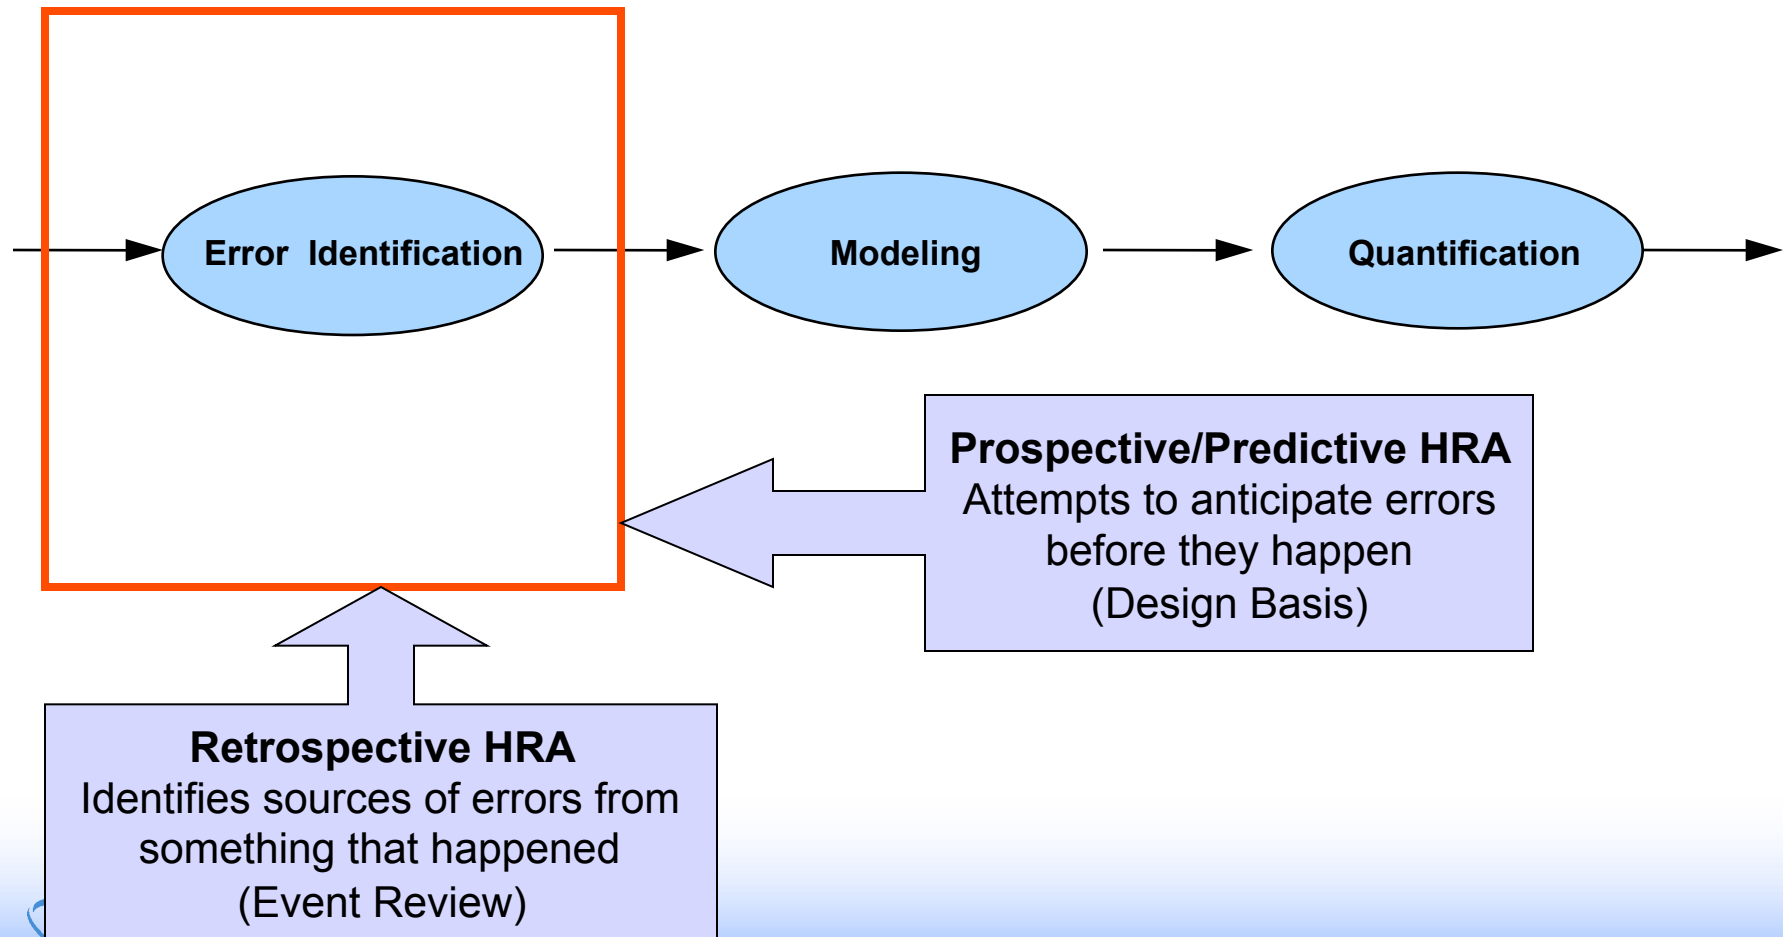 Error Identification
Modeling
Quantification
Prospective/Predictive HRA
Attempts to anticipate errors
before they happen
(Design Basis)
Retrospective HRA
Identifies sources of errors from
something that happened
(Event Review)